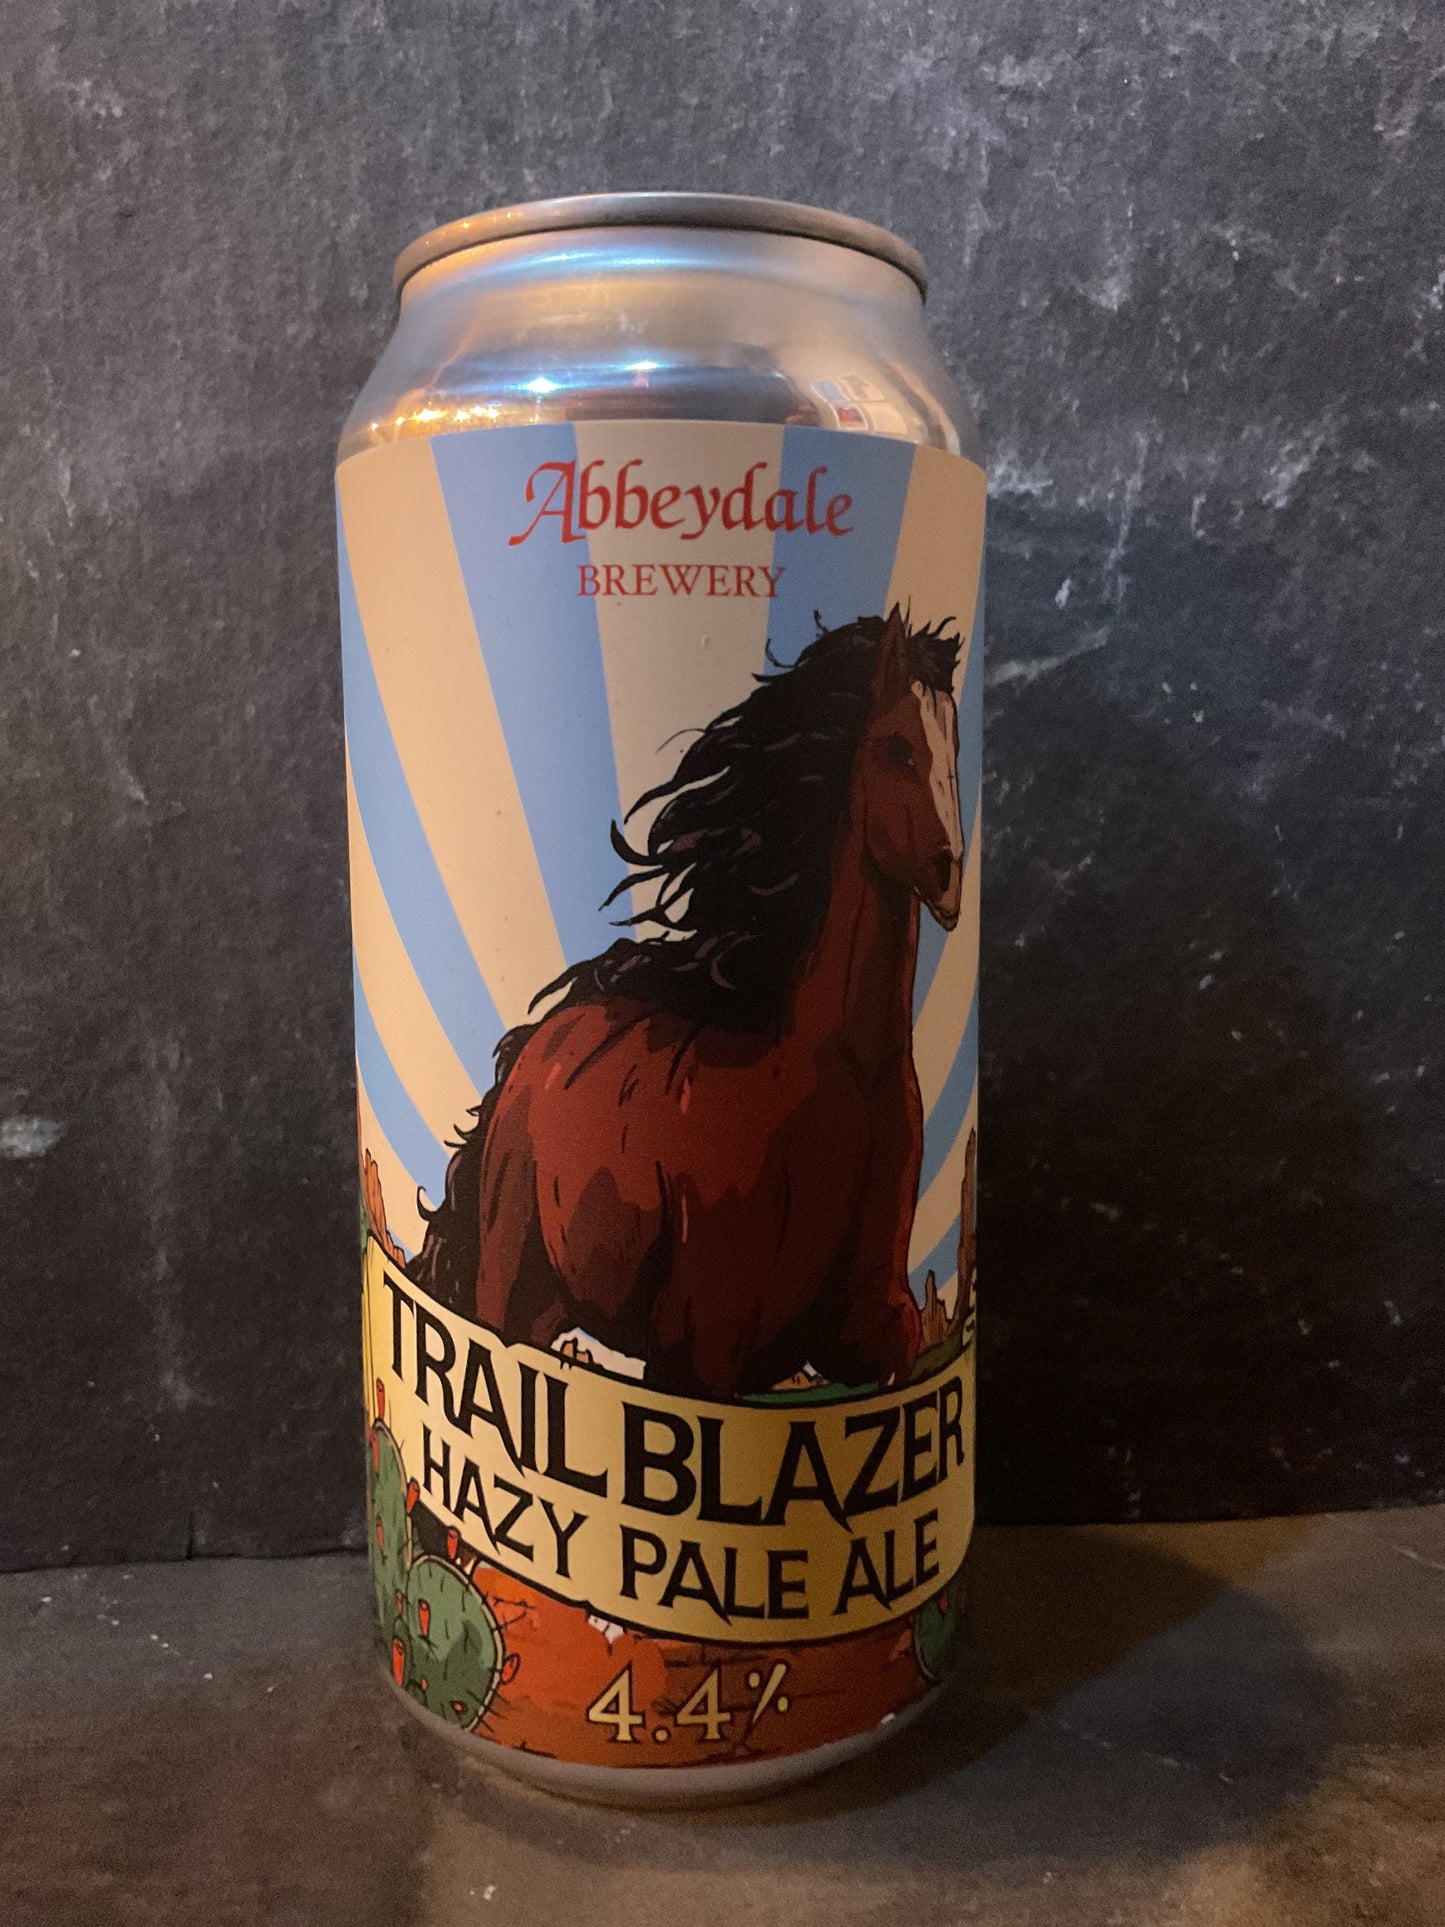 Abbeydale
BREWERY
TRAIL BLAZER
HAZY PALE ALE
4.4%